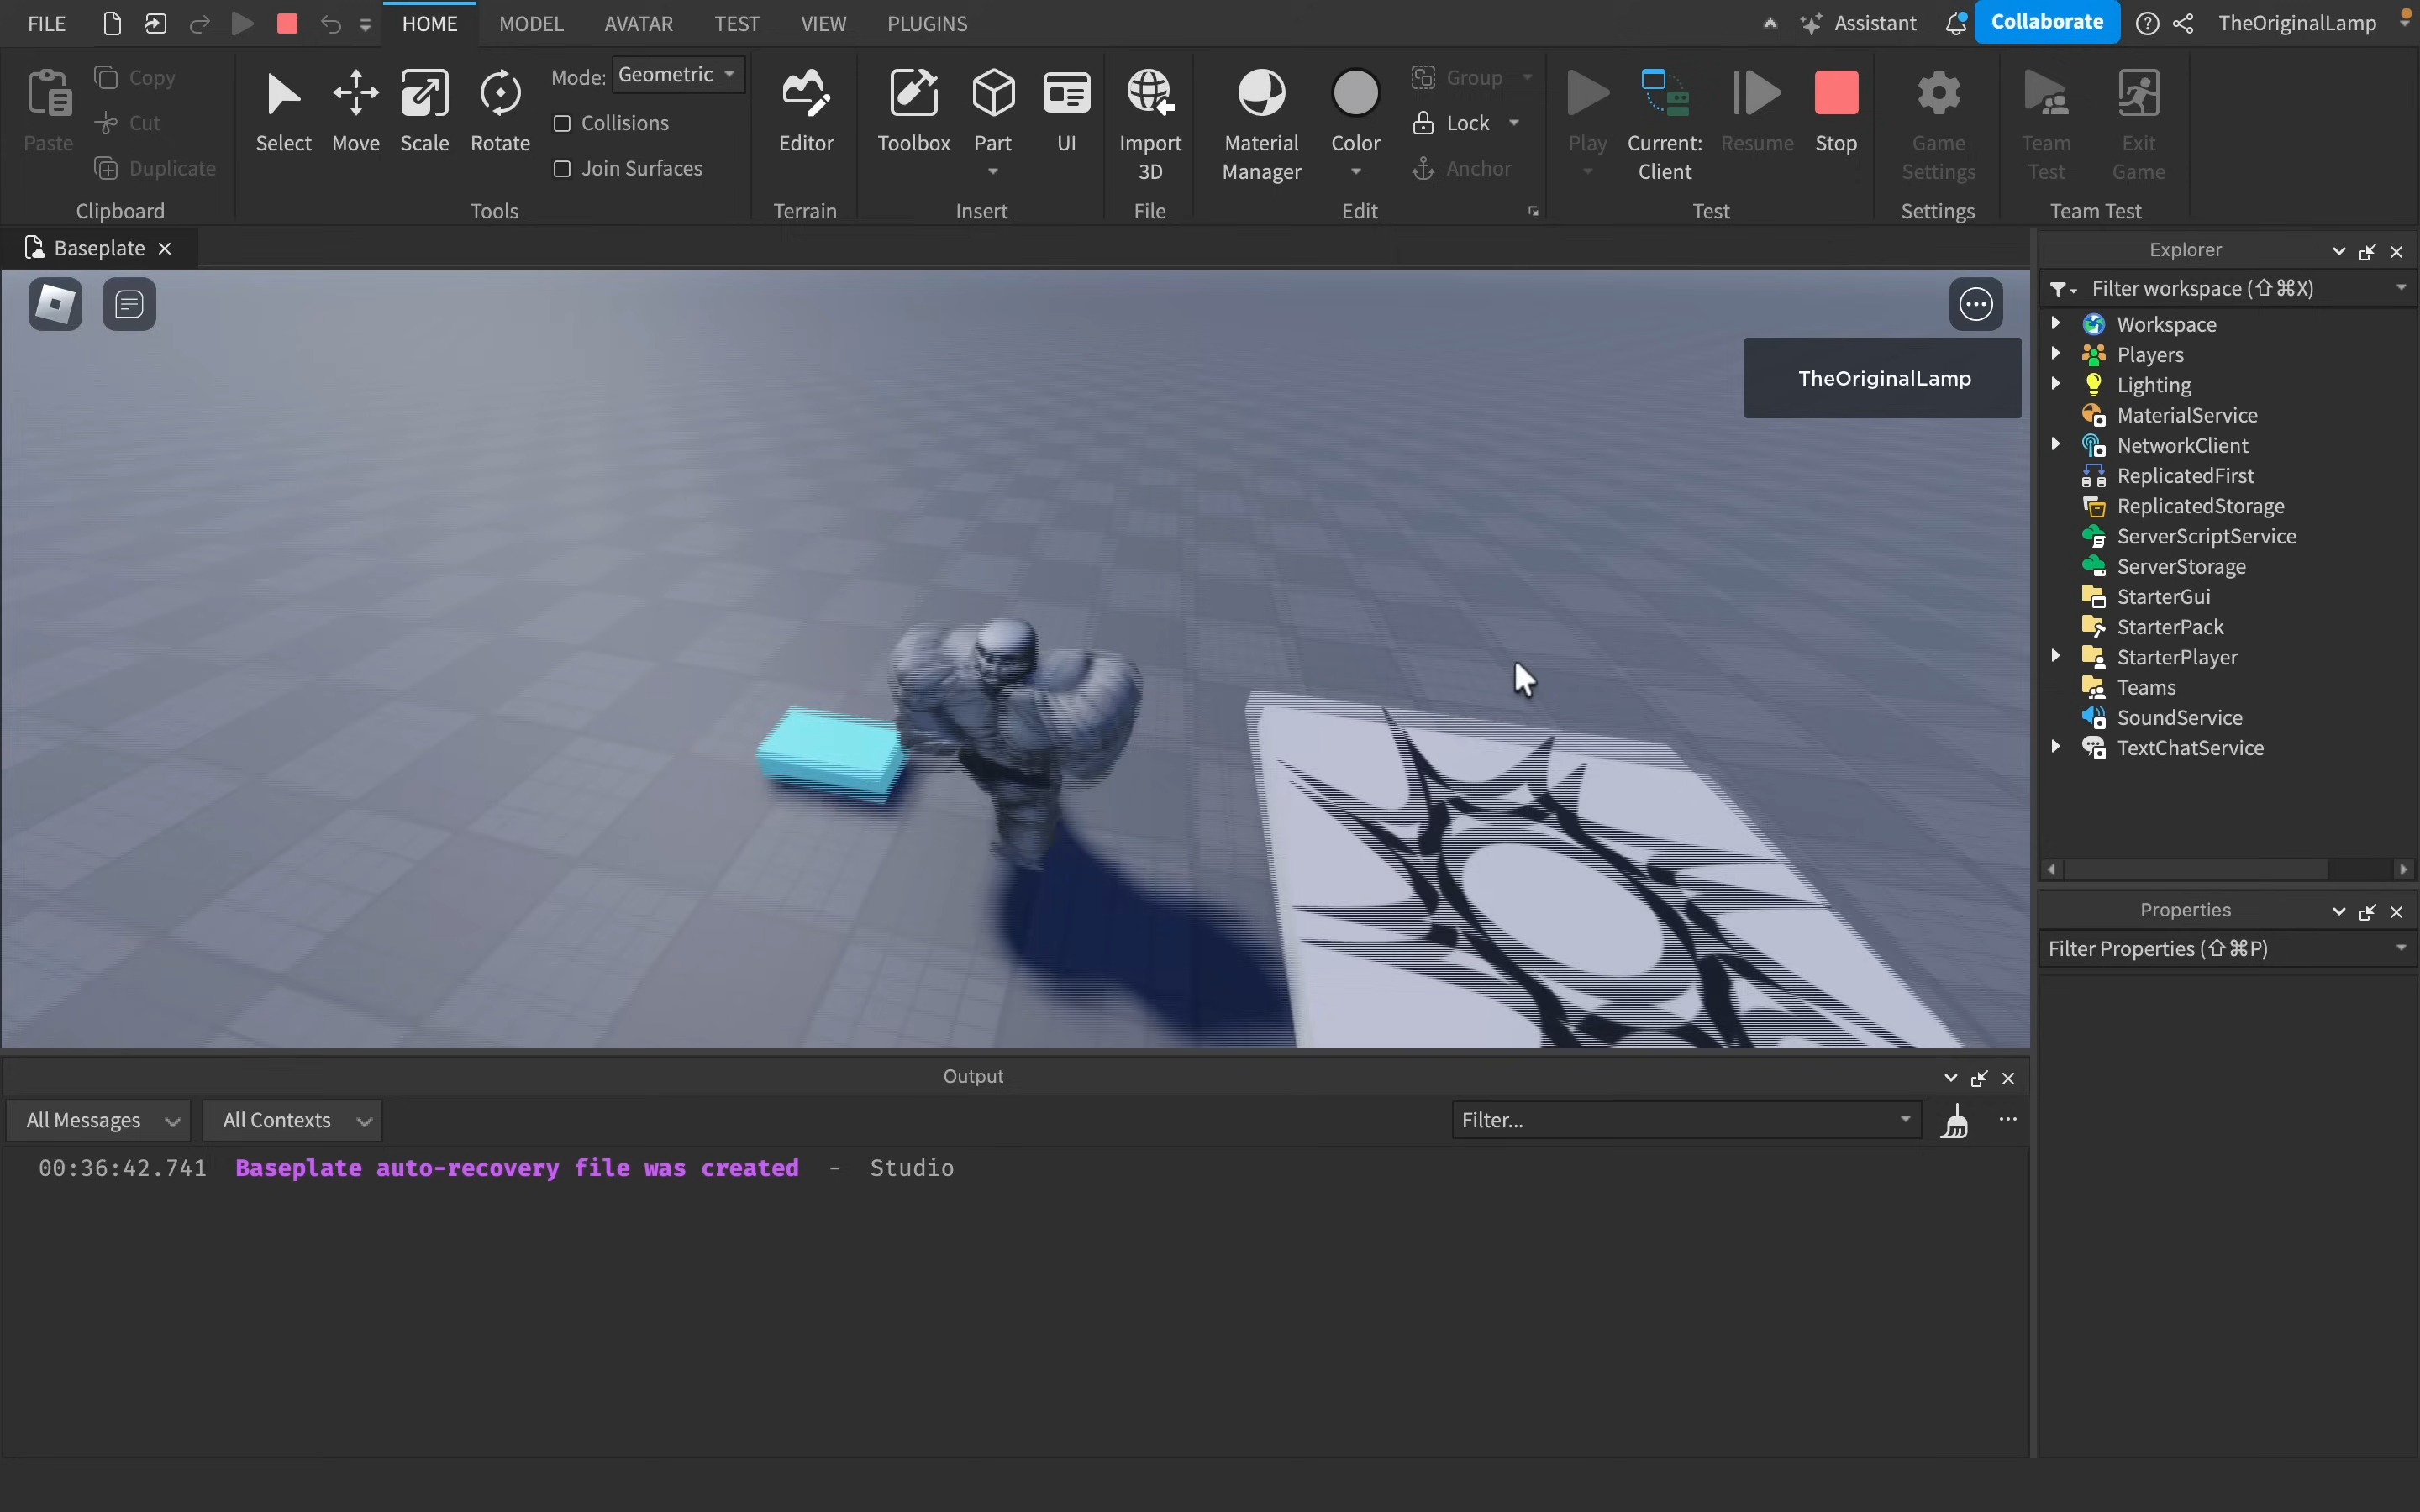 FILE HOME MODEL AVATAR TEST VIEW PLUGINS Assistant Collaborate TheOriginalLamp
Paste Copy Cut Duplicate
Clipboard
Select Move Scale Rotate
Mode: Geometric
Collisions
Join Surfaces
Tools
Editor
Terrain
Toolbox Part UI
Insert
Import
3D
File
Material
Manager
Color
Group
Lock
Anchor
Edit
Play
Current:
Client
Resume
Stop
Test
Game
Settings
Settings
Team
Test
Exit
Game
Team Test
Baseplate
TheOriginalLamp
Explorer
Filter workspace (⇧⌘X)
Workspace
Players
Lighting
MaterialService
NetworkClient
ReplicatedFirst
ReplicatedStorage
ServerScriptService
ServerStorage
StarterGui
StarterPack
StarterPlayer
Teams
SoundService
TextChatService
Properties
Filter Properties (⇧⌘P)
Output
All Messages All Contexts Filter...
00:36:42.741 Baseplate auto-recovery file was created - Studio